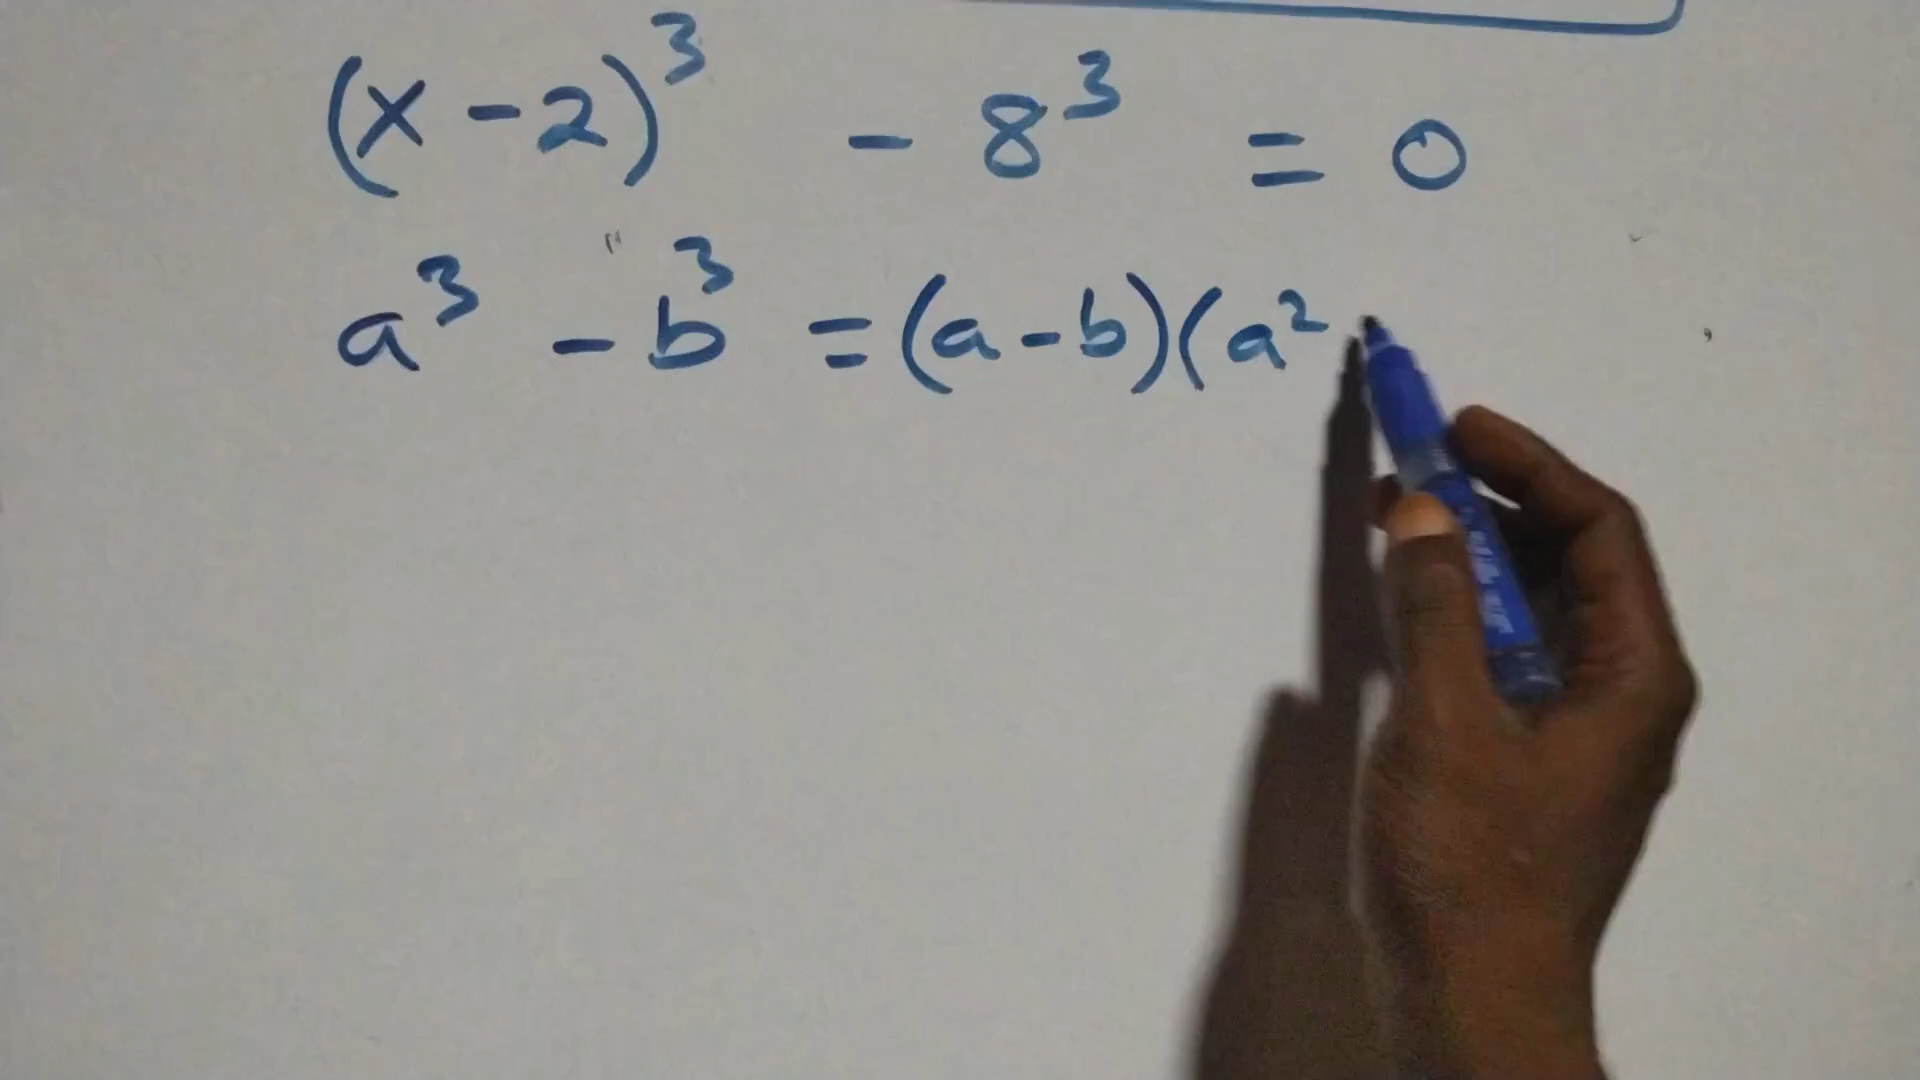 (x - 2)³ - 8³ = 0
a³ - b³ = (a - b)(a²